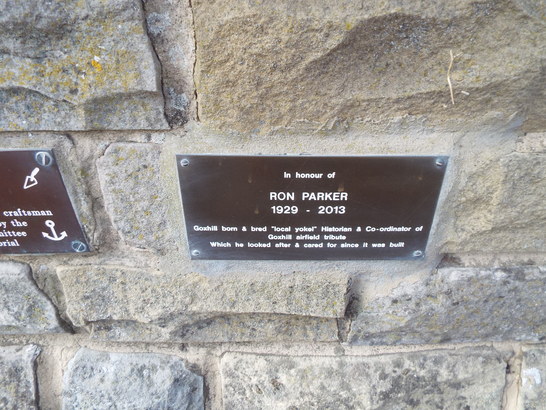 In honour of
RON PARKER
1929 - 2013
Goxhill born & bred "local yokel" Historian & Co-ordinator of
Goxhill airfield tribute
Which he looked after & cared for since it was built
craftsman
by the
mittee
orial